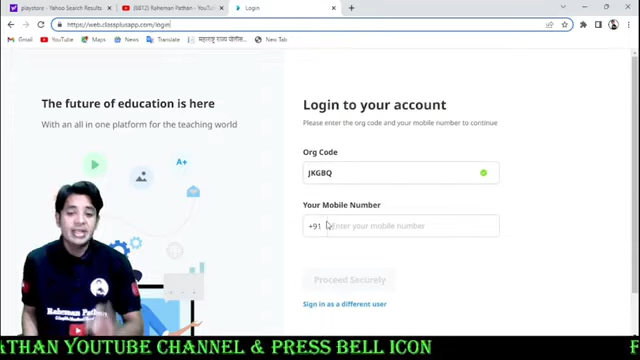 playstore - Yahoo Search Results
(5812) Raheman Pathan - YouTu
Login
https://web.classplusapp.com/login
Gmail
YouTube
Maps
News
Translate
New Tab
The future of education is here
With an all in one platform for the teaching world
A+
Login to your account
Please enter the org code and your mobile number to continue
Org Code
JKGBQ
Your Mobile Number
+91
Enter your mobile number
Proceed Securely
Sign in as a different user
Raheman Pathan
ATHAN YOUTUBE CHANNEL & PRESS BELL ICON